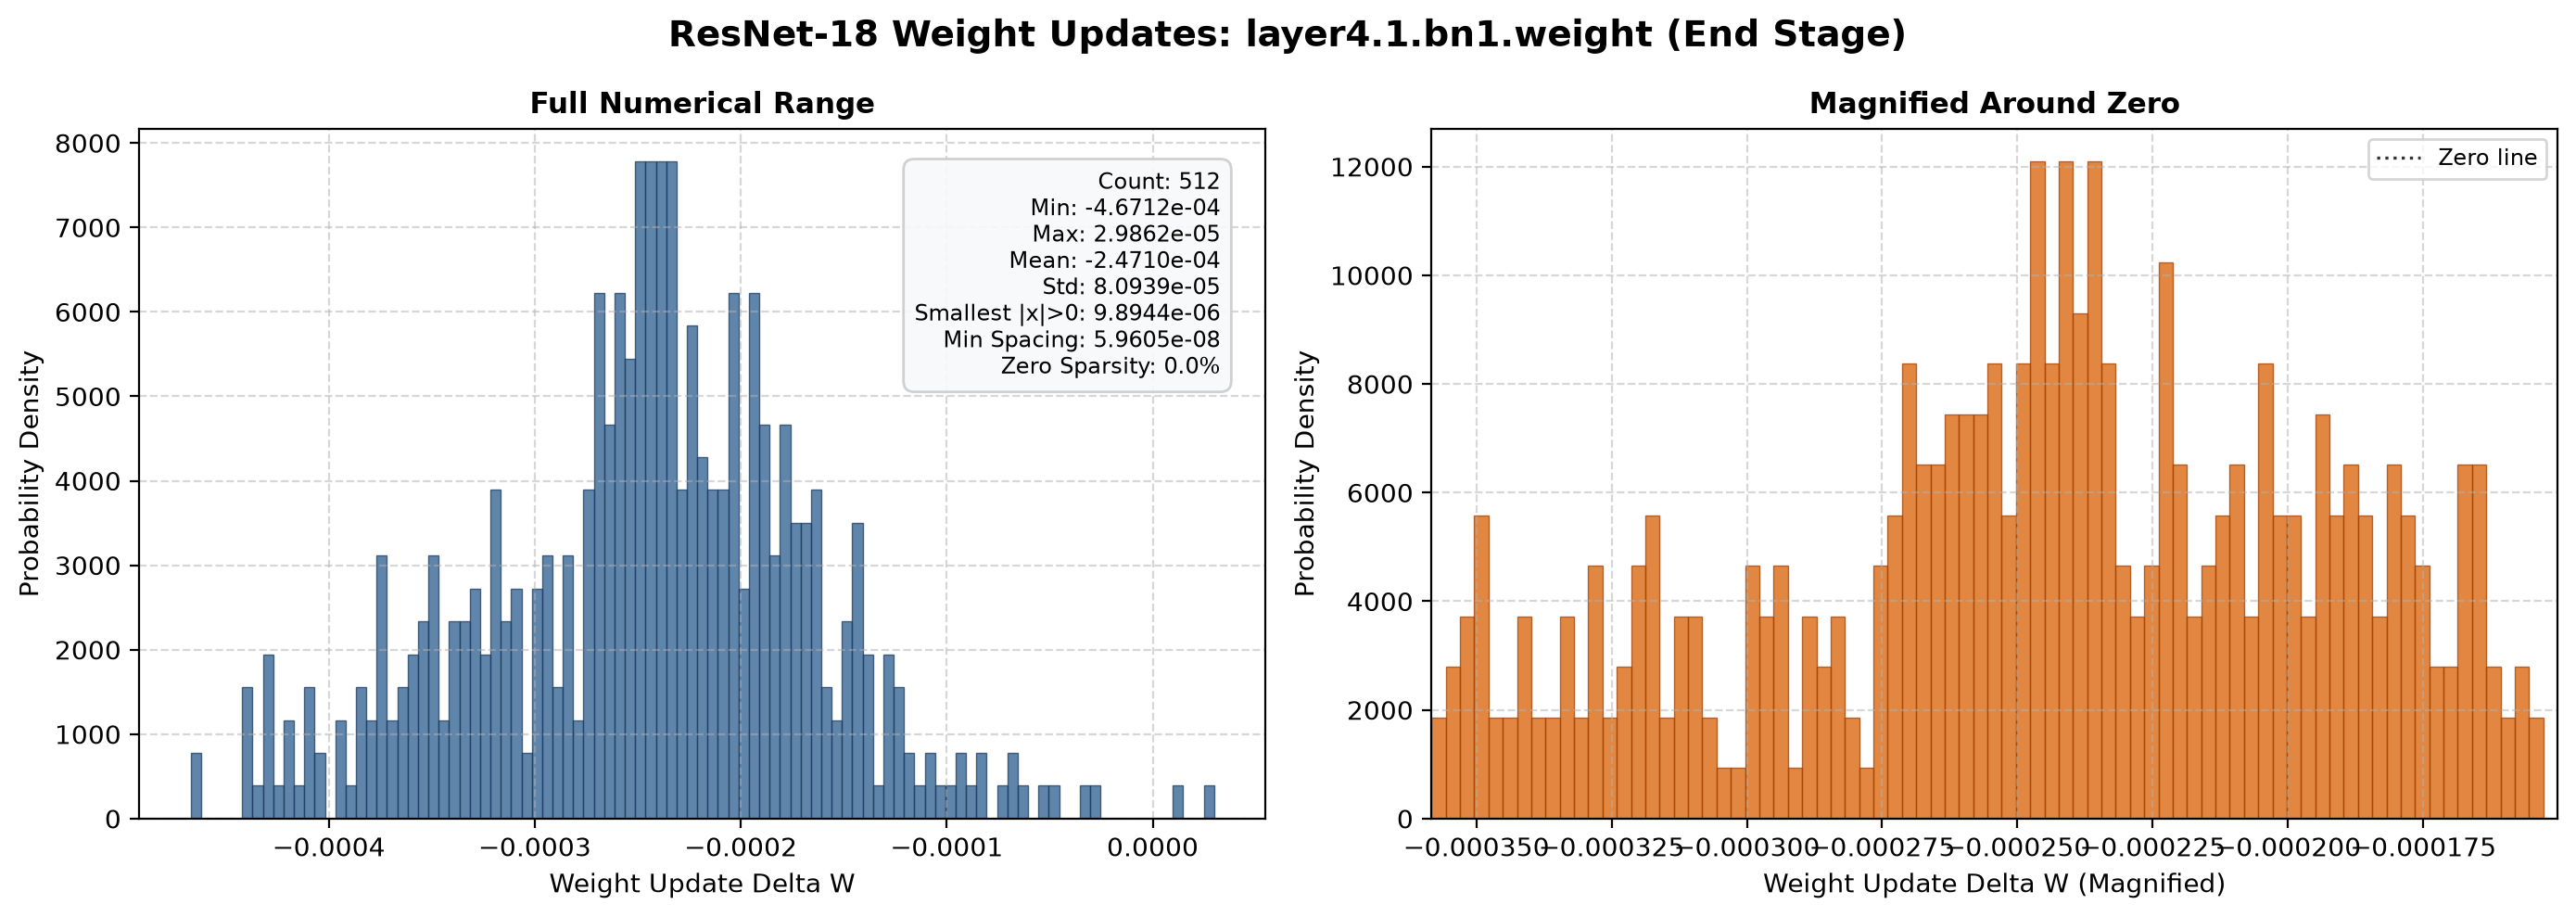 ResNet-18 Weight Updates: layer4.1.bn1.weight (End Stage)
Full Numerical Range
8000
7000
6000
5000
4000
3000
2000
1000
0
Probability Density
Count: 512
Min: -4.6712e-04
Max: 2.9862e-05
Mean: -2.4710e-04
Std: 8.0939e-05
Smallest |x|>0: 9.8944e-06
Min Spacing: 5.9605e-08
Zero Sparsity: 0.0%
−0.0004 −0.0003 −0.0002 −0.0001 0.0000
Weight Update Delta W
Magnified Around Zero
12000
10000
8000
6000
4000
2000
0
Probability Density
Zero line
−0.000350 −0.000325 −0.000300 −0.000275 −0.000250 −0.000225 −0.000200 −0.000175
Weight Update Delta W (Magnified)